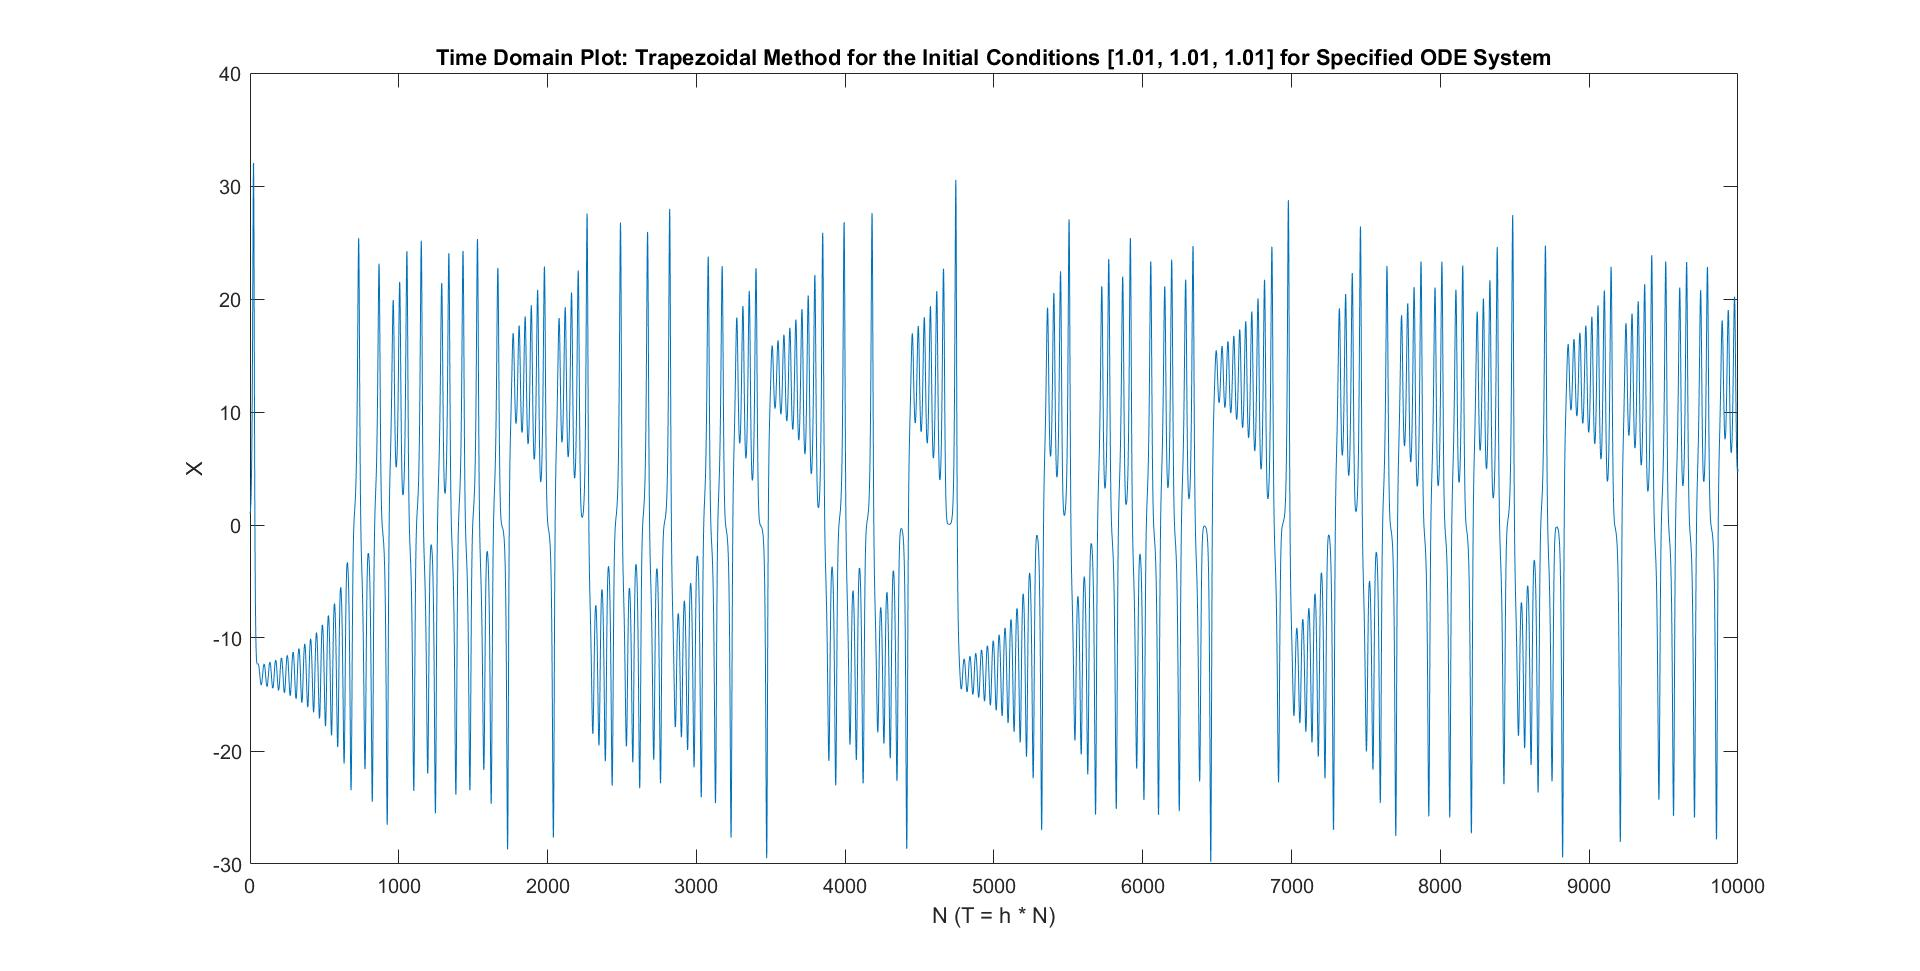 Time Domain Plot: Trapezoidal Method for the Initial Conditions [1.01, 1.01, 1.01] for Specified ODE System
40
30
20
10
0
-10
-20
-30
X
0 1000 2000 3000 4000 5000 6000 7000 8000 9000 10000
N (T = h * N)